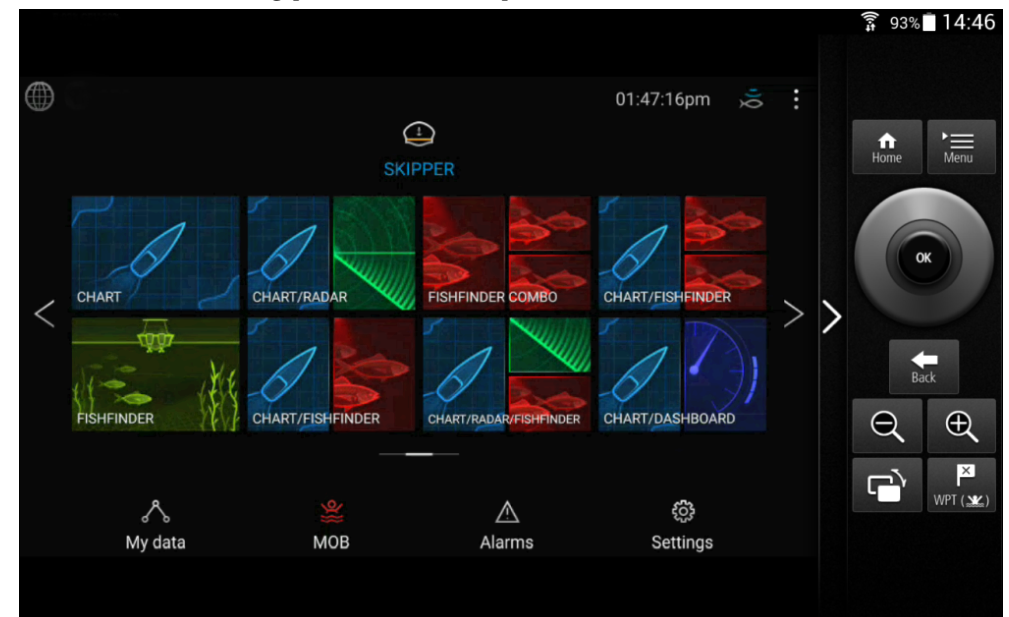 93% 14:46
01:47:16pm
SKIPPER
Home
Menu
CHART
CHART/RADAR
FISHFINDER COMBO
CHART/FISHFINDER
OK
Back
FISHFINDER
CHART/FISHFINDER
CHART/RADAR/FISHFINDER
CHART/DASHBOARD
WPT ( )
My data
MOB
Alarms
Settings